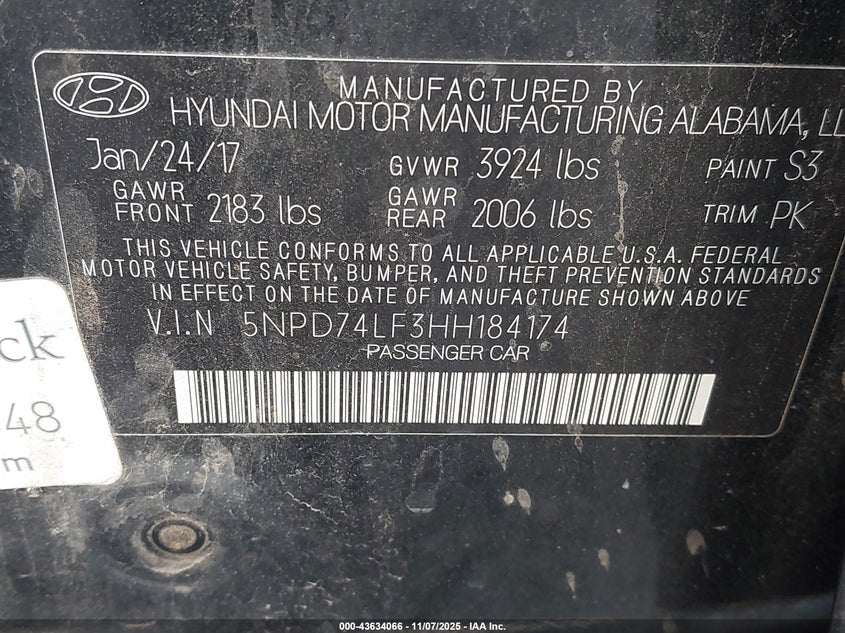 MANUFACTURED BY
HYUNDAI MOTOR MANUFACTURING ALABAMA, LL
Jan/24/17 GVWR 3924 lbs PAINT S3
GAWR FRONT 2183 lbs GAWR REAR 2006 lbs TRIM PK
THIS VEHICLE CONFORMS TO ALL APPLICABLE U.S.A. FEDERAL
MOTOR VEHICLE SAFETY, BUMPER, AND THEFT PREVENTION STANDARDS
IN EFFECT ON THE DATE OF MANUFACTURE SHOWN ABOVE
V.I.N 5NPD74LF3HH184174
PASSENGER CAR
ck
48
m
000-43634066 - 11/07/2025 - IAA Inc.